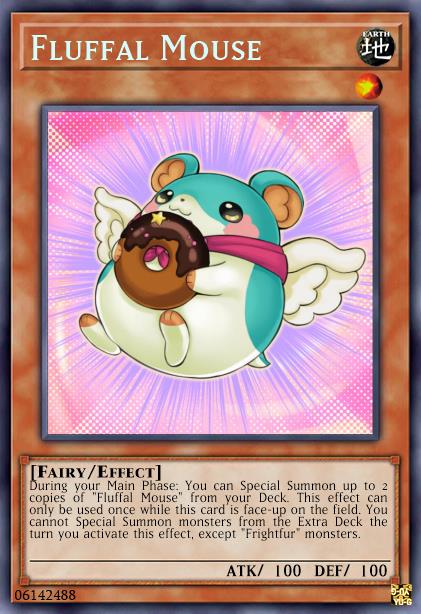 Fluffal Mouse
EARTH
地
[Fairy/Effect]
During your Main Phase: You can Special Summon up to 2
copies of "Fluffal Mouse" from your Deck. This effect can
only be used once while this card is face-up on the field. You
cannot Special Summon monsters from the Extra Deck the
turn you activate this effect, except "Frightfur" monsters.
ATK/ 100 DEF/ 100
06142488